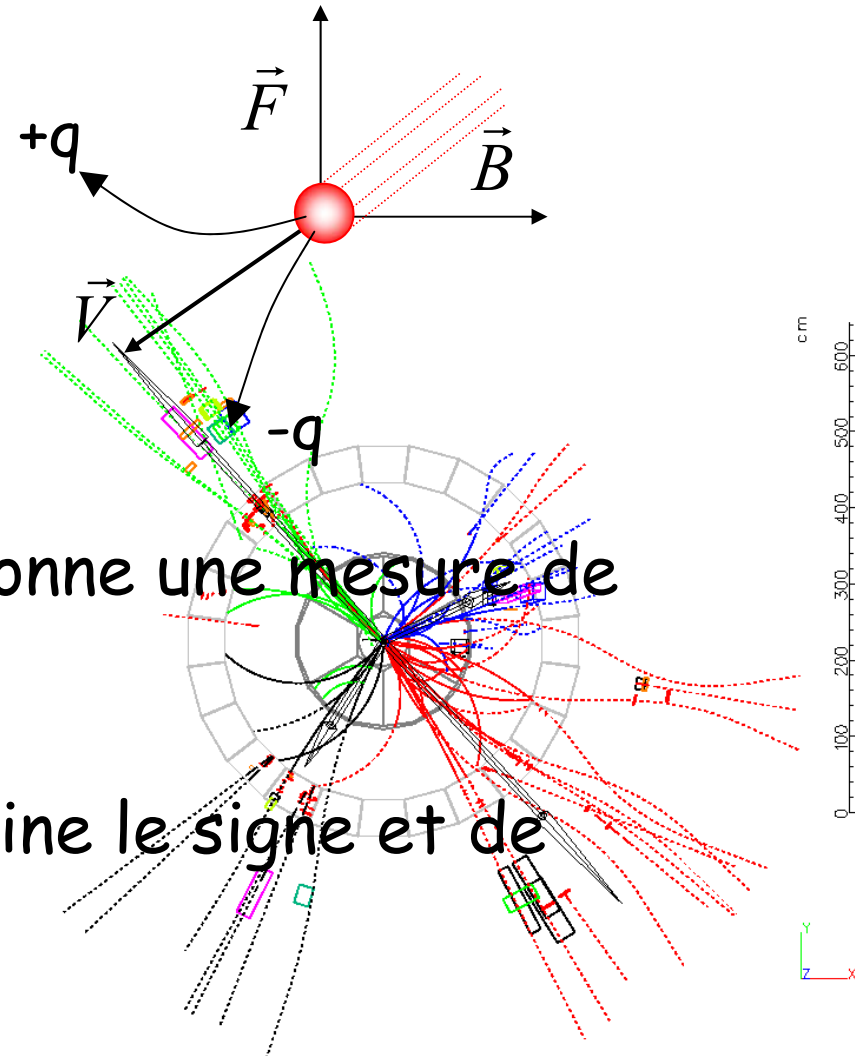 F
+q
B
V
cm
-q
600
500
400
300
200
100
0
onne une mesure de
ine le signe et de
Y
Z X